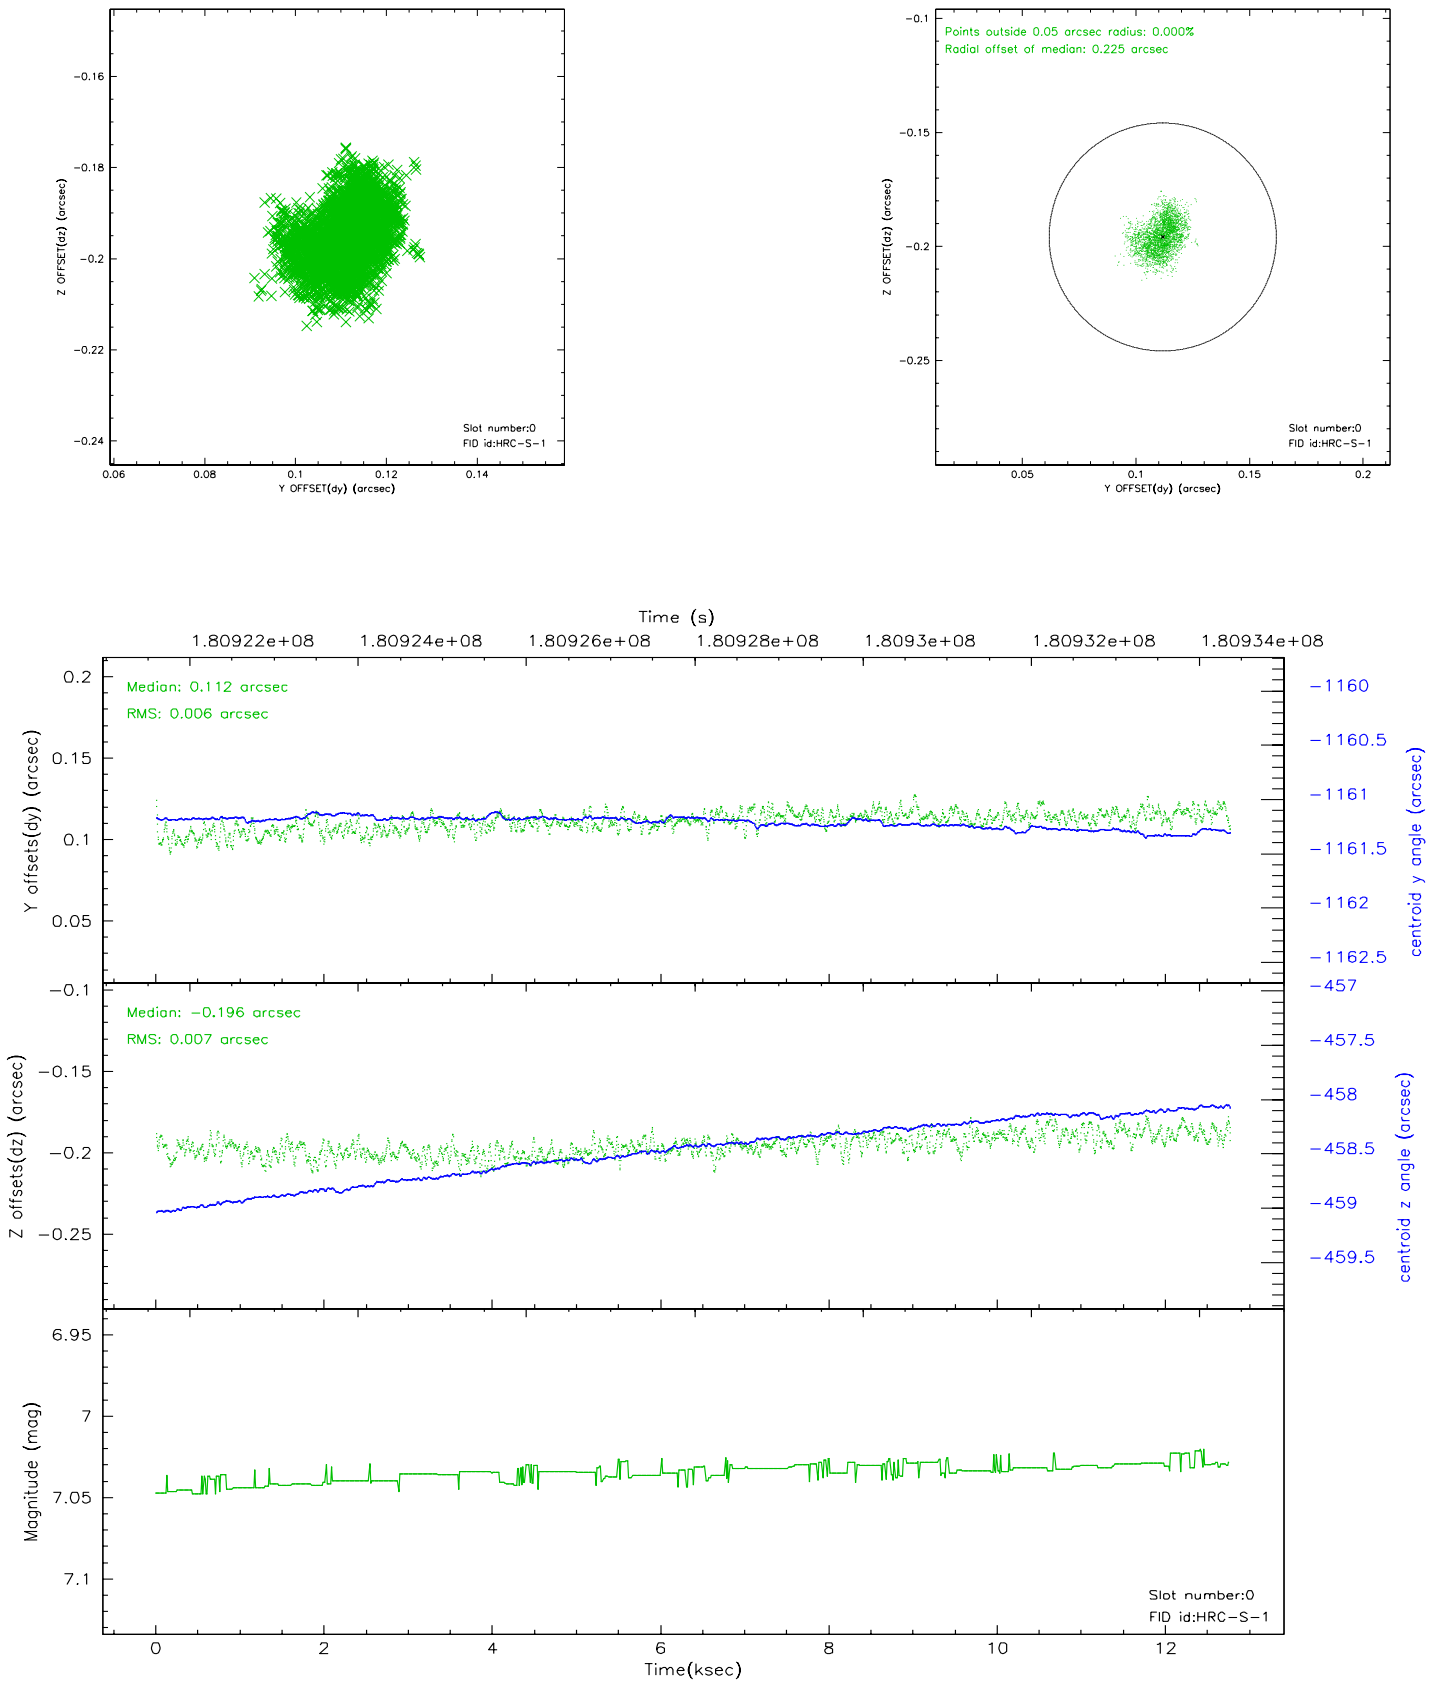 -0.16
-0.18
-0.2
-0.22
-0.24
Z OFFSET(dz) (arcsec)
0.06 0.08 0.1 0.12 0.14
Y OFFSET(dy) (arcsec)
Slot number:0
FID id:HRC-S-1
Points outside 0.05 arcsec radius: 0.000%
Radial offset of median: 0.225 arcsec
-0.1
-0.15
-0.2
-0.25
Z OFFSET(dz) (arcsec)
0.05 0.1 0.15 0.2
Y OFFSET(dy) (arcsec)
Slot number:0
FID id:HRC-S-1
Time (s)
1.80922e+08 1.80924e+08 1.80926e+08 1.80928e+08 1.8093e+08 1.80932e+08 1.80934e+08
Median: 0.112 arcsec
RMS: 0.006 arcsec
0.2
0.15
0.1
0.05
Y offsets(dy) (arcsec)
-1160
-1160.5
-1161
-1161.5
-1162
-1162.5
centroid y angle (arcsec)
Median: -0.196 arcsec
RMS: 0.007 arcsec
-0.1
-0.15
-0.2
-0.25
Z offsets(dz) (arcsec)
-457
-457.5
-458
-458.5
-459
-459.5
centroid z angle (arcsec)
6.95
7
7.05
7.1
Magnitude (mag)
Slot number:0
FID id:HRC-S-1
0 2 4 6 8 10 12
Time(ksec)